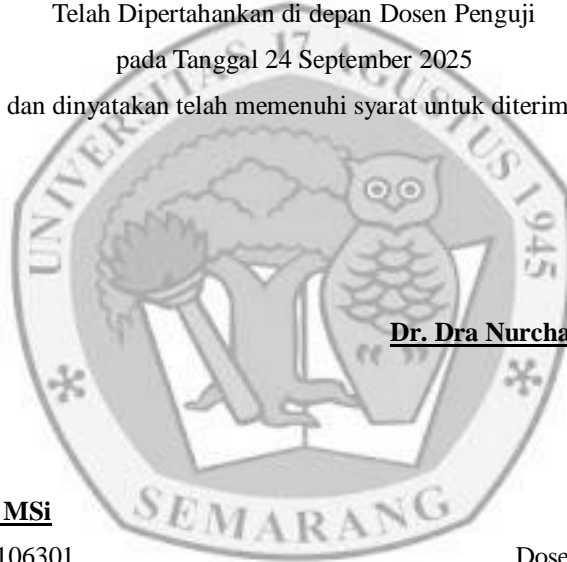 Telah Dipertahankan di depan Dosen Penguji
pada Tanggal 24 September 2025
dan dinyatakan telah memenuhi syarat untuk diterim
UNIVERSITAS 17 AGUSTUS 1945
Dr. Dra Nurcha
SEMARANG
MSi
106301
Dose